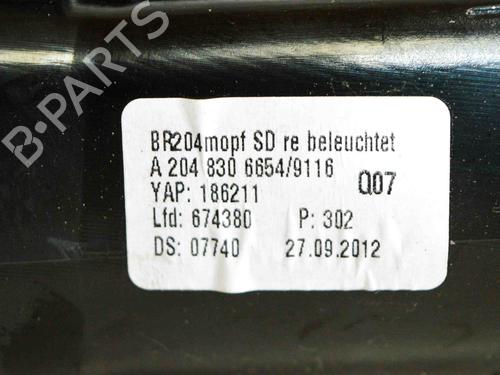 BR204mopf SD re beleuchtet
A 204 830 6654/9116
Q07
YAP: 186211
Lfd: 674380 P: 302
DS: 07740 27.09.2012